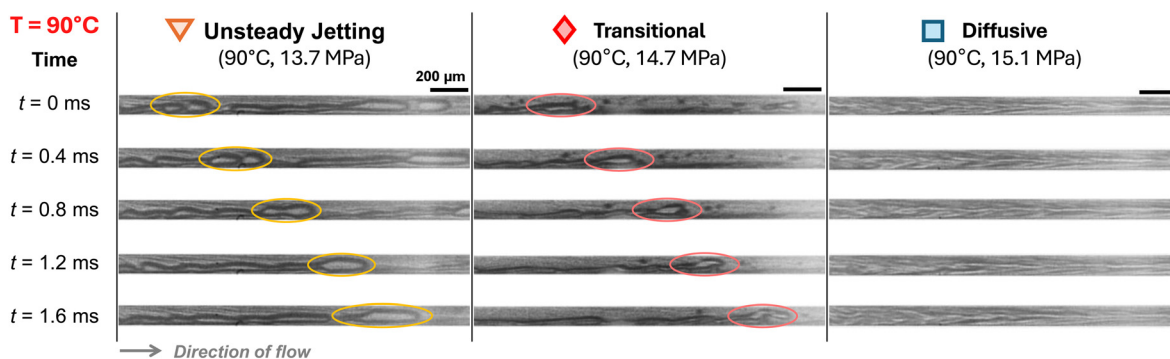 T = 90°C
Time
Unsteady Jetting
(90°C, 13.7 MPa)
200 μm
Transitional
(90°C, 14.7 MPa)
Diffusive
(90°C, 15.1 MPa)
t = 0 ms
t = 0.4 ms
t = 0.8 ms
t = 1.2 ms
t = 1.6 ms
Direction of flow